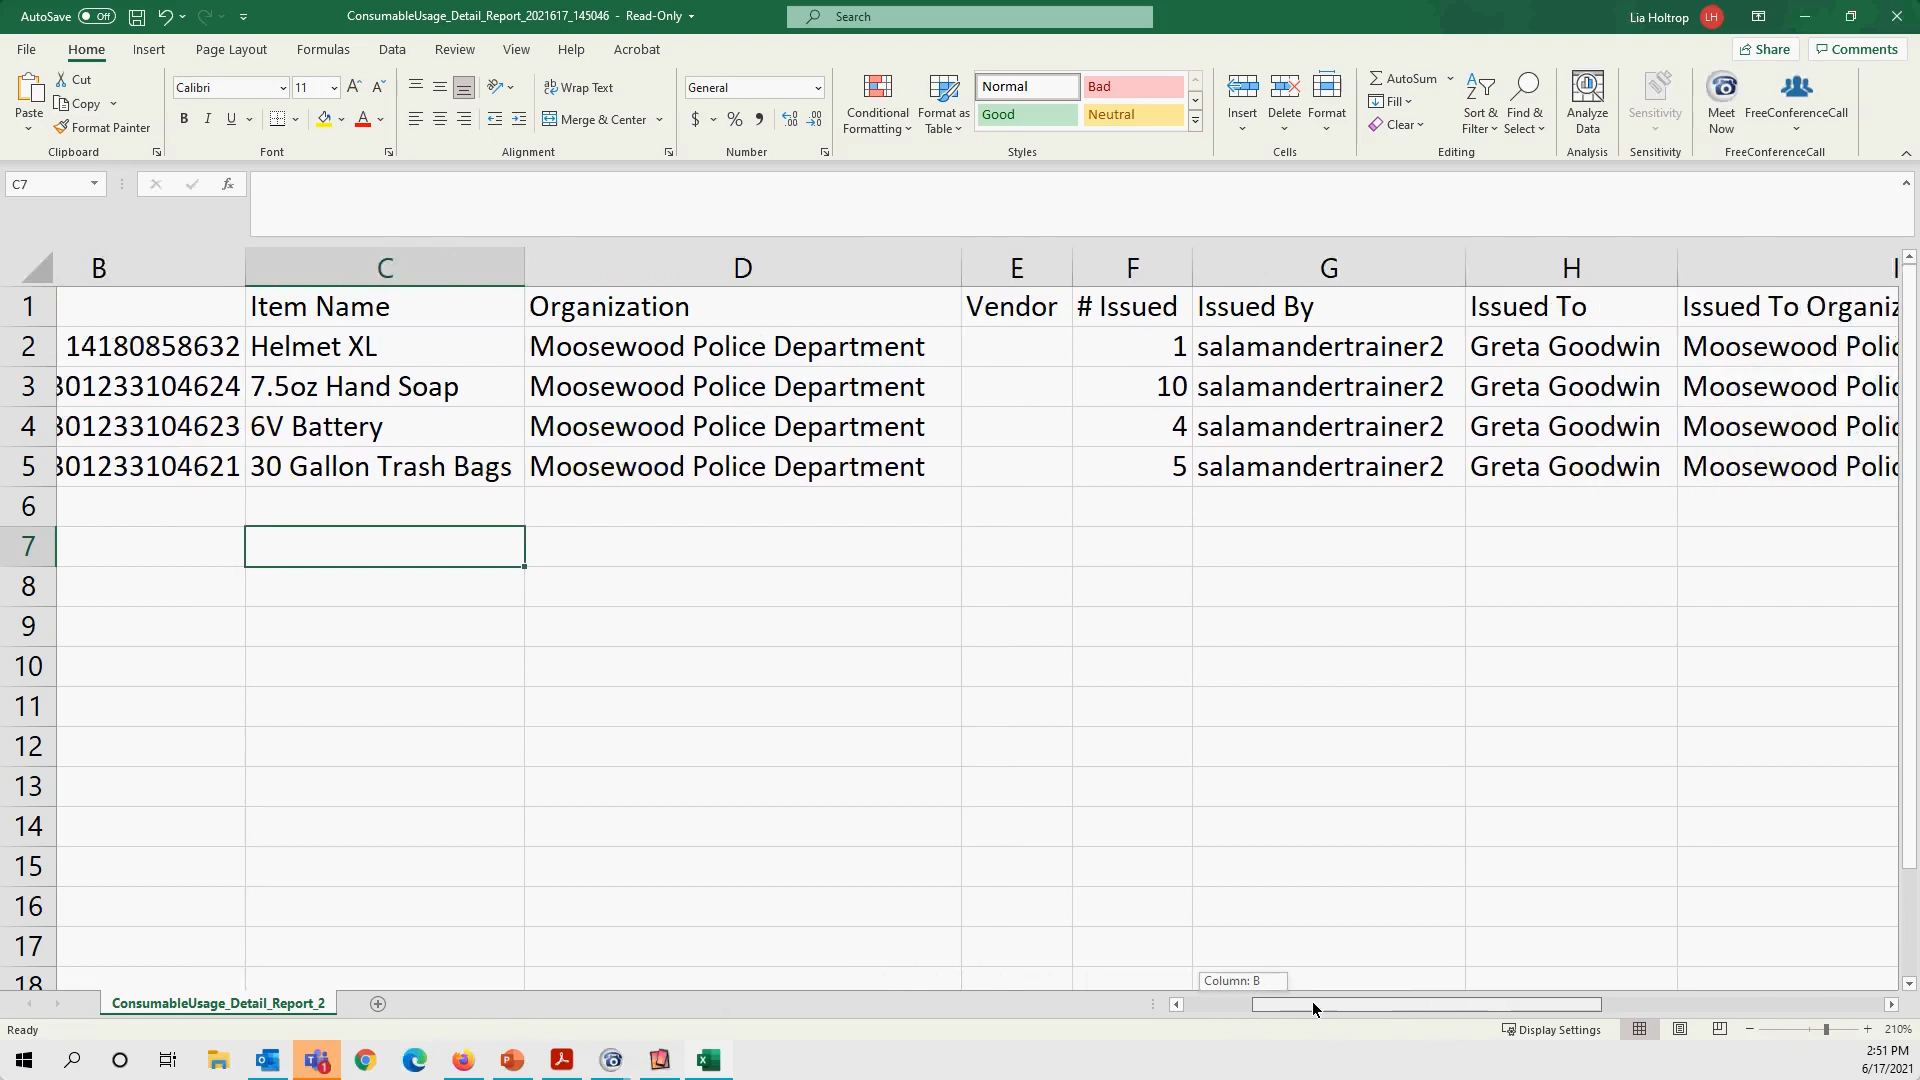 AutoSave Off ConsumableUsage_Detail_Report_2021617_145046 - Read-Only Search Lia Holtrop LH
File Home Insert Page Layout Formulas Data Review View Help Acrobat Share Comments
Cut
Copy
Format Painter
Paste
Clipboard
Calibri 11
B I U
Font
Wrap Text
Merge & Center
Alignment
General
$ %
Number
Conditional Formatting
Format as Table
Normal Bad
Good Neutral
Styles
Insert Delete Format
Cells
AutoSum
Fill
Clear
Sort & Filter
Find & Select
Editing
Analyze Data
Analysis
Sensitivity
Sensitivity
Meet Now
FreeConferenceCall
FreeConferenceCall
C7 fx
B C D E F G H I
1 Item Name Organization Vendor # Issued Issued By Issued To Issued To Organiz
2 14180858632 Helmet XL Moosewood Police Department 1 salamandertrainer2 Greta Goodwin Moosewood Polic
3 301233104624 7.5oz Hand Soap Moosewood Police Department 10 salamandertrainer2 Greta Goodwin Moosewood Polic
4 301233104623 6V Battery Moosewood Police Department 4 salamandertrainer2 Greta Goodwin Moosewood Polic
5 301233104621 30 Gallon Trash Bags Moosewood Police Department 5 salamandertrainer2 Greta Goodwin Moosewood Polic
6
7
8
9
10
11
12
13
14
15
16
17
18
Column: B
ConsumableUsage_Detail_Report_2
Ready Display Settings 210%
2:51 PM
6/17/2021